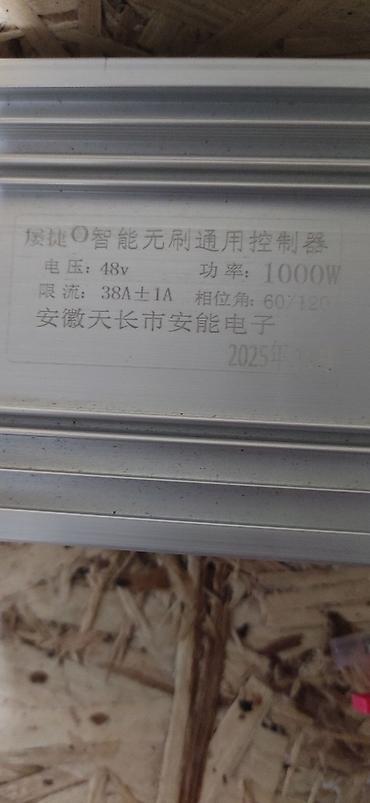 屡捷 智能无刷通用控制器
电压: 48v 功率: 1000W
限流: 38A±1A 相位角: 60/120
安徽天长市安能电子
2025年